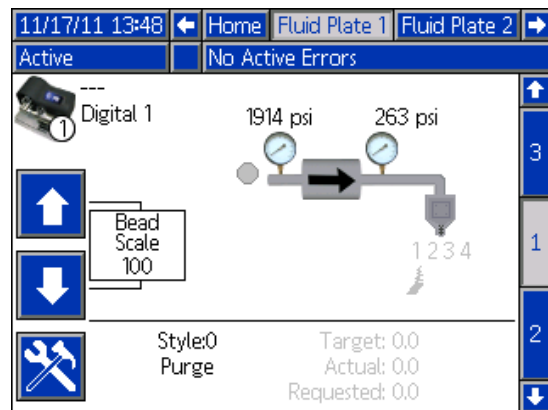 11/17/11 13:48 Home Fluid Plate 1 Fluid Plate 2
Active No Active Errors
---
1 Digital 1
1914 psi 263 psi
3
Bead
Scale
100
1 2 3 4
1
Style:0 Target: 0.0
2
Purge Actual: 0.0
Requested: 0.0